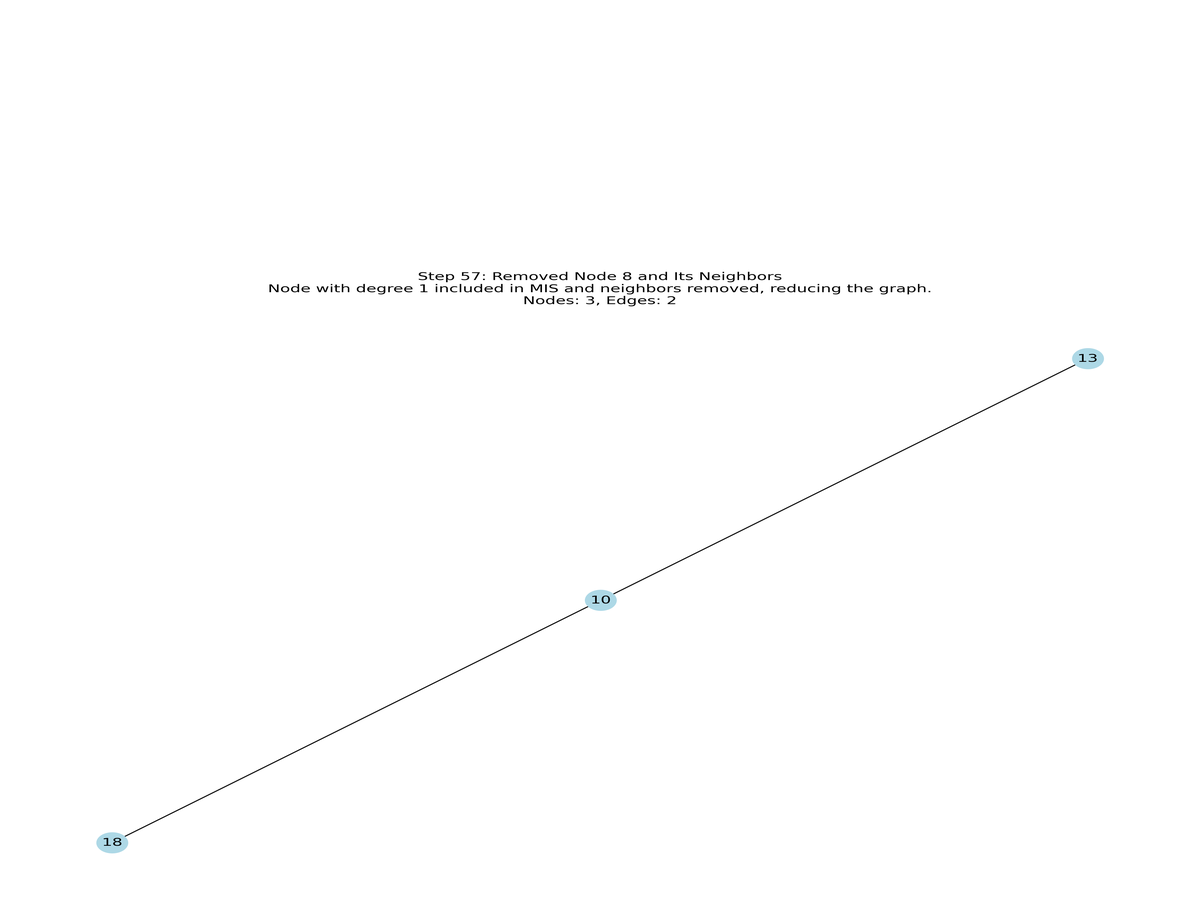 Step 57: Removed Node 8 and Its Neighbors
Node with degree 1 included in MIS and neighbors removed, reducing the graph.
Nodes: 3, Edges: 2
13
10
18